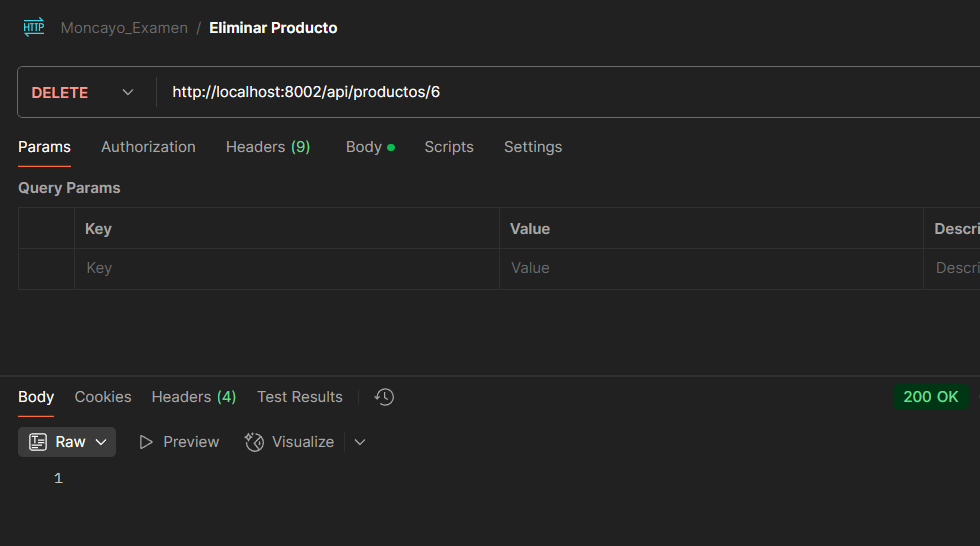 HTTP Moncayo_Examen / Eliminar Producto
DELETE http://localhost:8002/api/productos/6
Params Authorization Headers (9) Body Scripts Settings
Query Params
Key Value Descri
Key Value Descri
Body Cookies Headers (4) Test Results 200 OK
Raw Preview Visualize
1